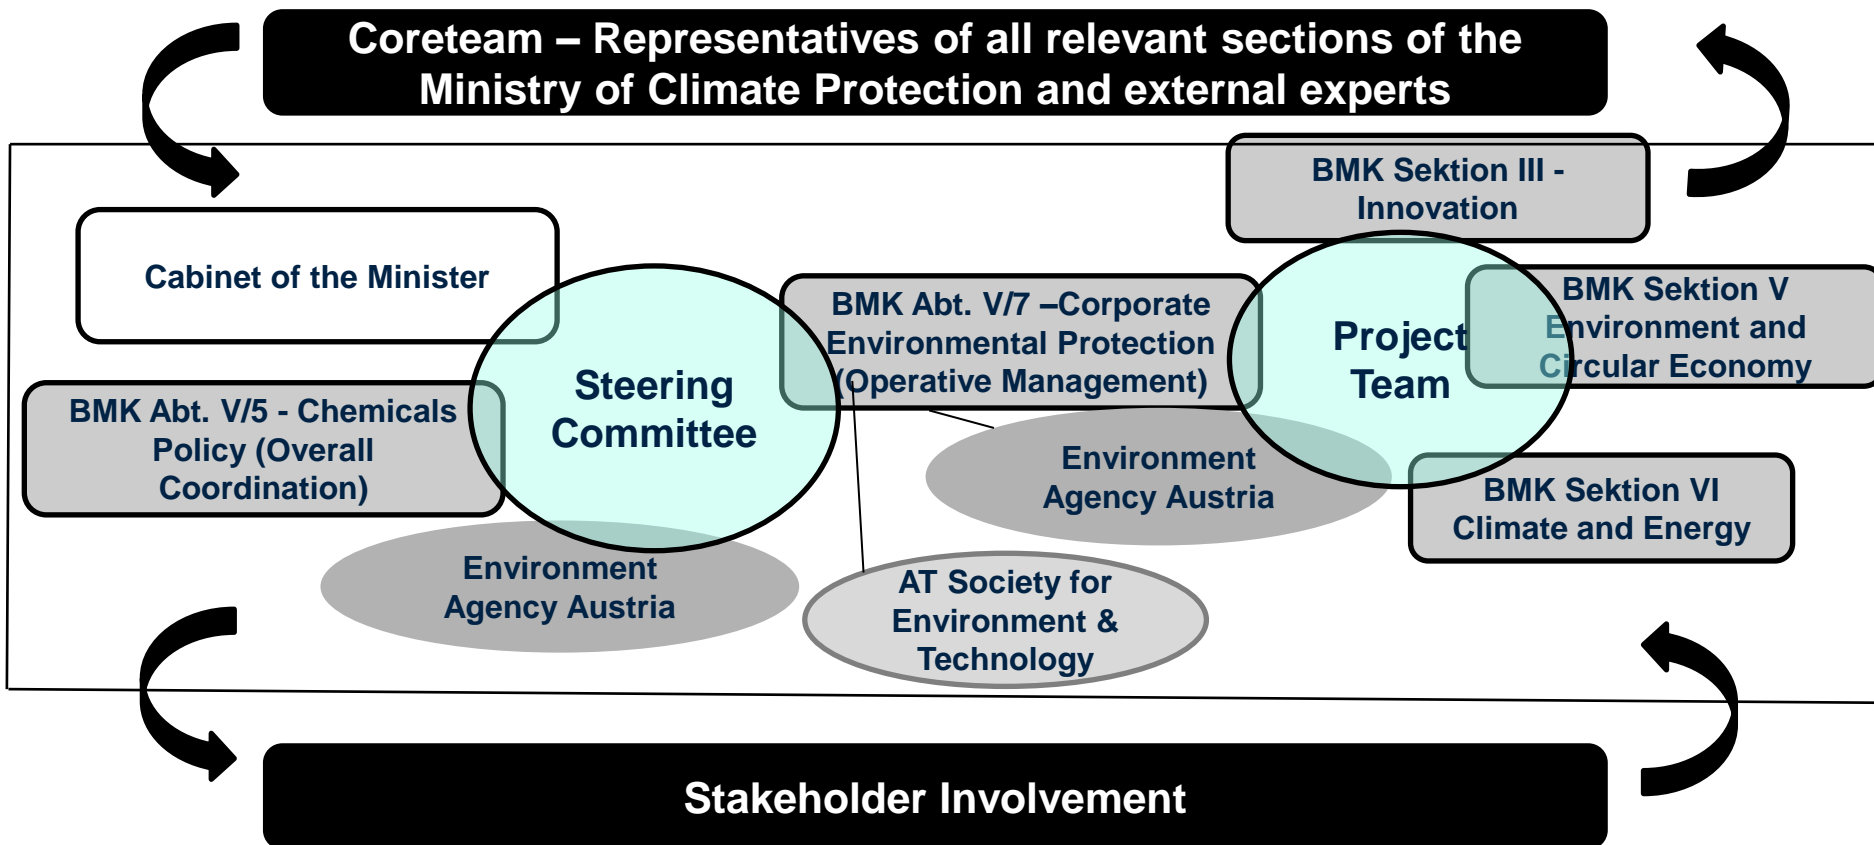 Coreteam – Representatives of all relevant sections of the
Ministry of Climate Protection and external experts
BMK Sektion III -
Innovation
Cabinet of the Minister
BMK Abt. V/7 –Corporate
Environmental Protection
(Operative Management)
BMK Sektion V
Environment and
Circular Economy
Project
Team
Steering
Committee
BMK Abt. V/5 - Chemicals
Policy (Overall
Coordination)
Environment
Agency Austria
BMK Sektion VI
Climate and Energy
Environment
Agency Austria
AT Society for
Environment &
Technology
Stakeholder Involvement